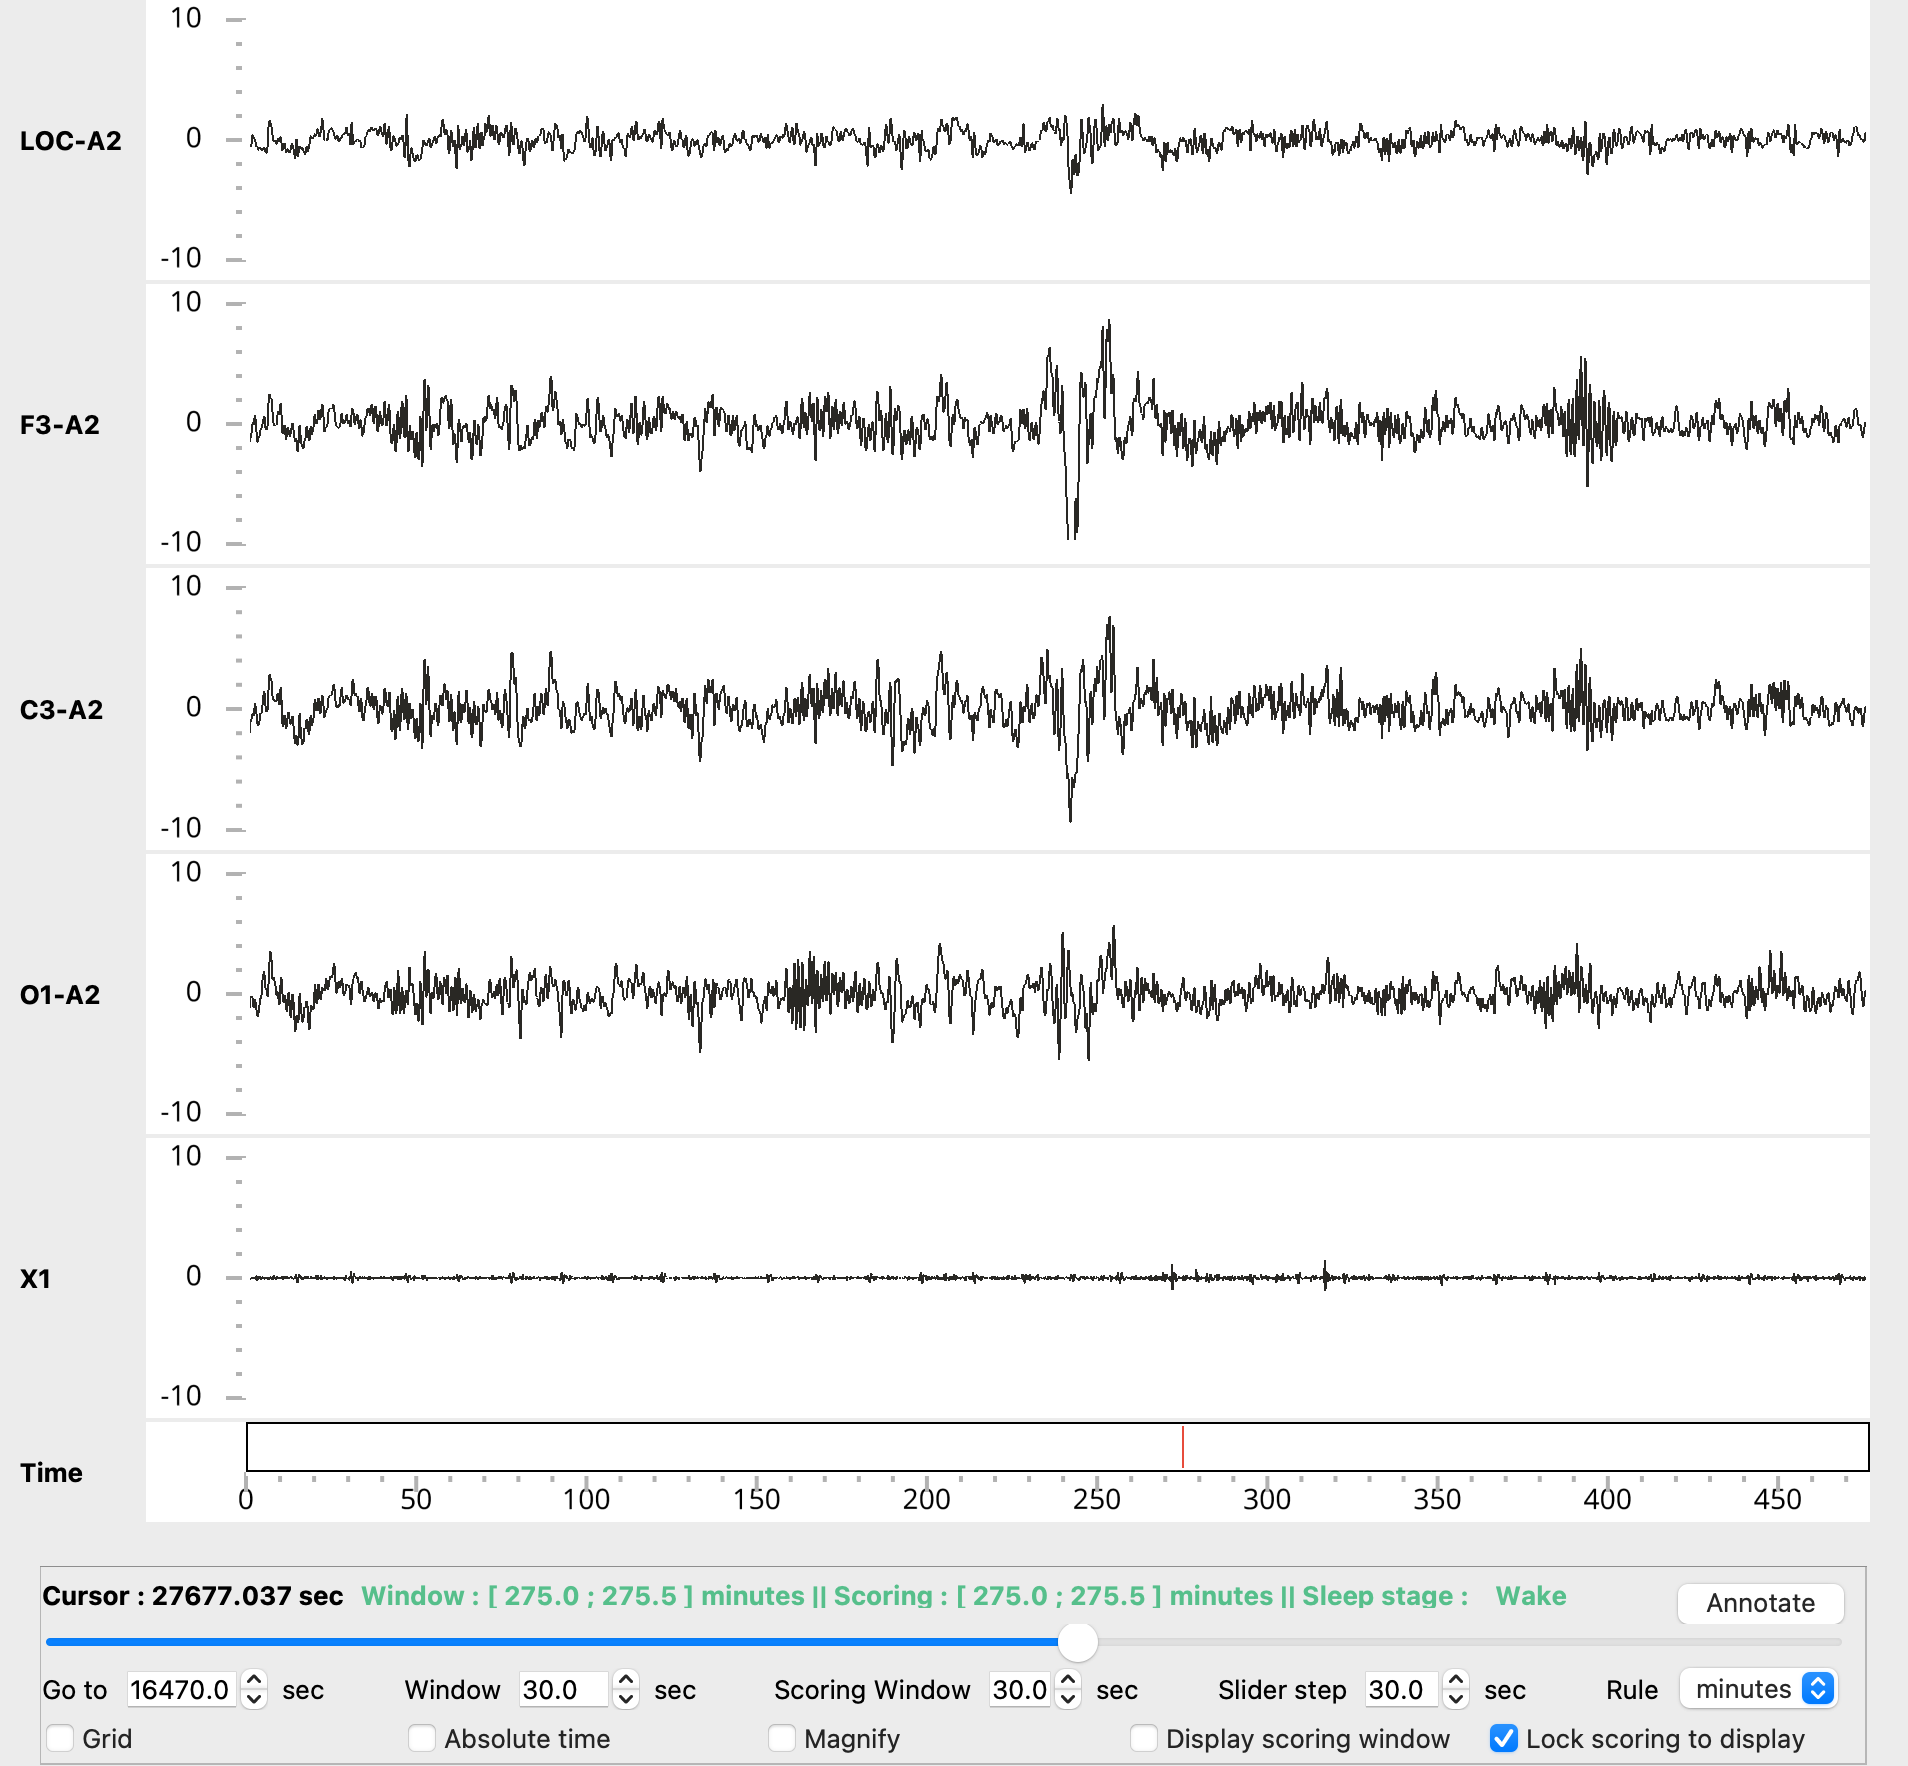 10
LOC-A2
0
-10
10
F3-A2
0
-10
10
C3-A2
0
-10
10
O1-A2
0
-10
10
X1
0
-10
Time
0 50 100 150 200 250 300 350 400 450
Cursor : 27677.037 sec Window : [ 275.0 ; 275.5 ] minutes || Scoring : [ 275.0 ; 275.5 ] minutes || Sleep stage : Wake Annotate
Go to 16470.0 sec Window 30.0 sec Scoring Window 30.0 sec Slider step 30.0 sec Rule minutes
Grid Absolute time Magnify Display scoring window Lock scoring to display